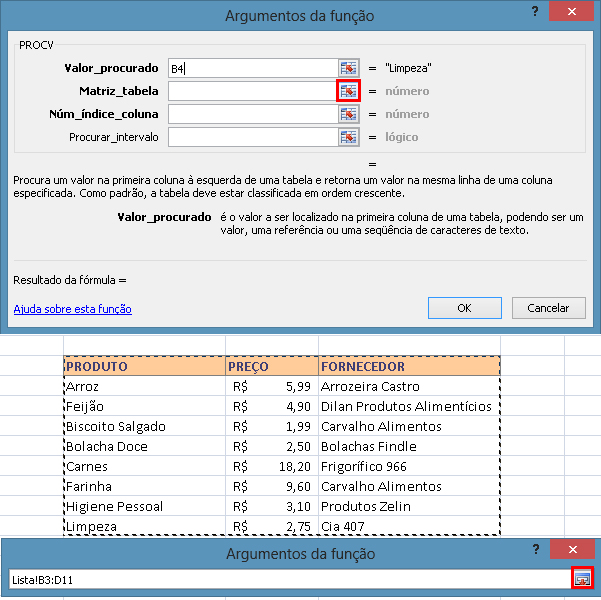 Argumentos da função
?
PROCV
Valor_procurado B4 = "Limpeza"
Matriz_tabela = número
Núm_índice_coluna = número
Procurar_intervalo = lógico
=
Procura um valor na primeira coluna à esquerda de uma tabela e retorna um valor na mesma linha de uma coluna
especificada. Como padrão, a tabela deve estar classificada em ordem crescente.
Valor_procurado é o valor a ser localizado na primeira coluna de uma tabela, podendo ser um
valor, uma referência ou uma seqüência de caracteres de texto.
Resultado da fórmula =
Ajuda sobre esta função OK Cancelar
PRODUTO PREÇO FORNECEDOR
Arroz R$ 5,99 Arrozeira Castro
Feijão R$ 4,90 Dilan Produtos Alimentícios
Biscoito Salgado R$ 1,99 Carvalho Alimentos
Bolacha Doce R$ 2,50 Bolachas Findle
Carnes R$ 18,20 Frigorífico 966
Farinha R$ 9,60 Carvalho Alimentos
Higiene Pessoal R$ 3,10 Produtos Zelin
Limpeza R$ 2,75 Cia 407
Argumentos da função
?
Lista!B3:D11